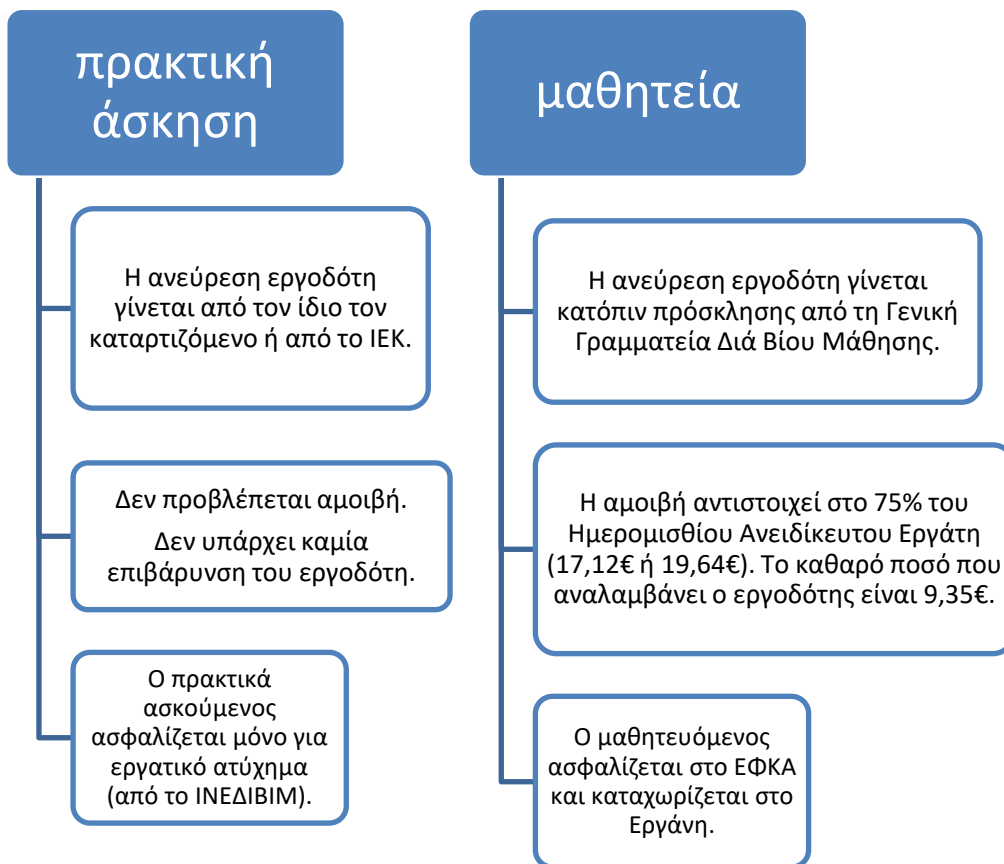 πρακτική
άσκηση
Η ανεύρεση εργοδότη
γίνεται από τον ίδιο τον
καταρτιζόμενο ή από το ΙΕΚ.
Δεν προβλέπεται αμοιβή.
Δεν υπάρχει καμία
επιβάρυνση του εργοδότη.
Ο πρακτικά
ασκούμενος
ασφαλίζεται μόνο για
εργατικό ατύχημα
(από το ΙΝΕΔΙΒΙΜ).
μαθητεία
Η ανεύρεση εργοδότη γίνεται
κατόπιν πρόσκλησης από τη Γενική
Γραμματεία Διά Βίου Μάθησης.
Η αμοιβή αντιστοιχεί στο 75% του
Ημερομισθίου Ανειδίκευτου Εργάτη
(17,12€ ή 19,64€). Το καθαρό ποσό που
αναλαμβάνει ο εργοδότης είναι 9,35€.
Ο μαθητευόμενος
ασφαλίζεται στο ΕΦΚΑ
και καταχωρίζεται στο
Εργάνη.